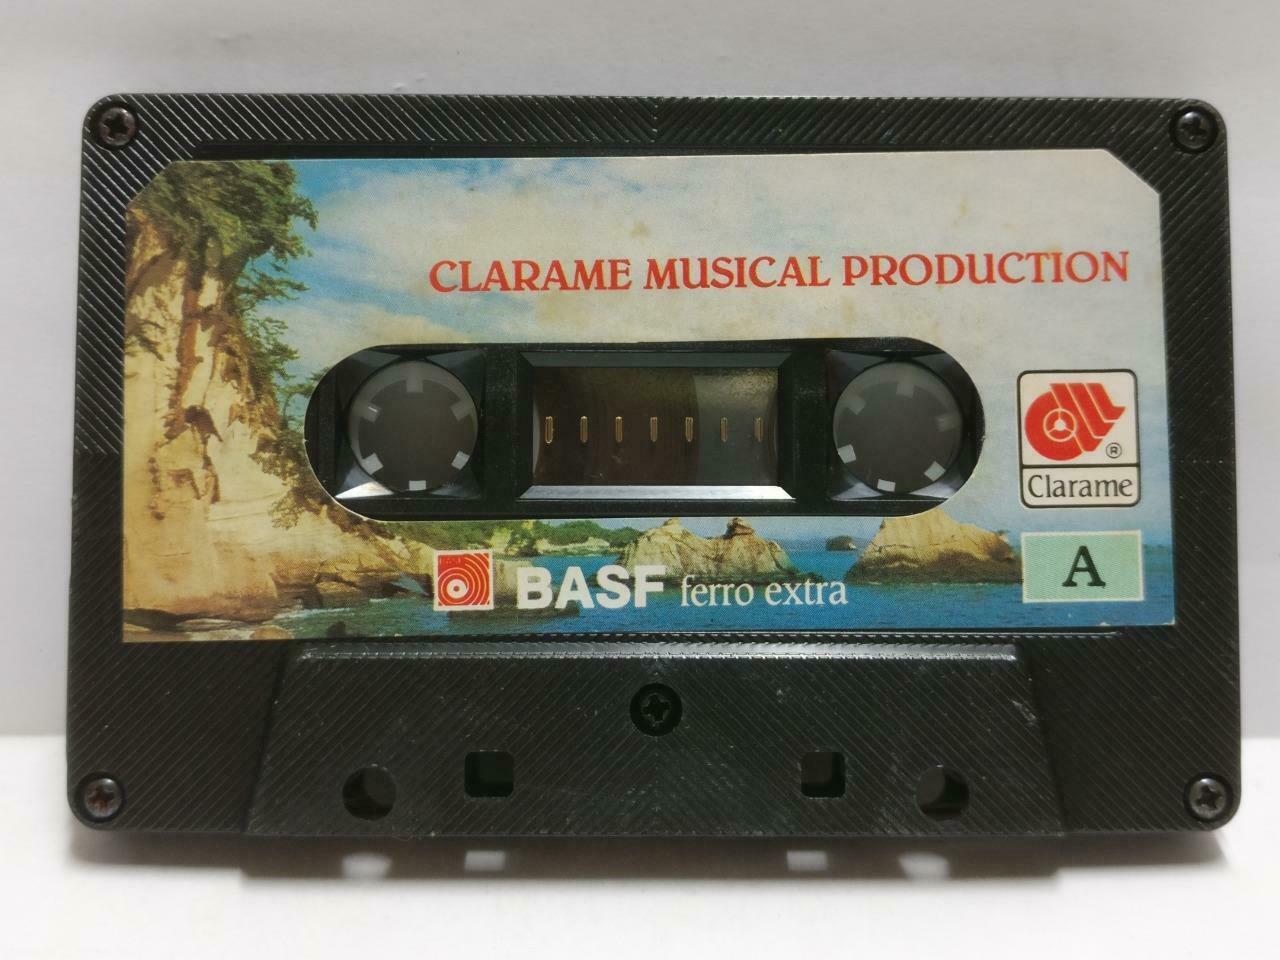 CLARAME MUSICAL PRODUCTION
®
Clarame
A
BASF ferro extra